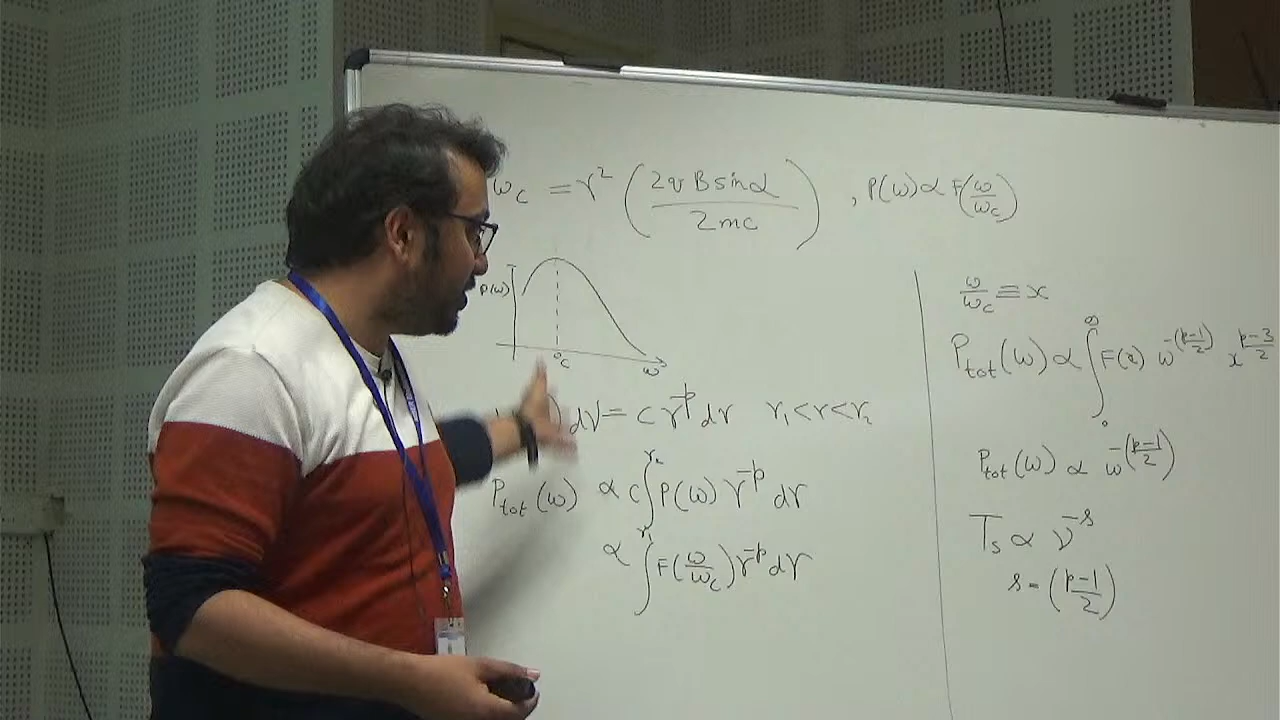 ω_c = γ² (2q B sinα / 2mc) , P(ω) ∝ F(ω/ω_c)
P(ω)
ω_c
ω
dγ = C γ^{-p} dγ γ₁ < γ < γ₂
P_tot(ω) ∝ C ∫_{γ₁}^{γ₂} P(ω) γ^{-p} dγ
∝ ∫ F(ω/ω_c) γ^{-p} dγ
ω/ω_c ≡ x
P_tot(ω) ∝ ∫_0^∞ F(x) ω^{-(p-1)/2} x^{(p-3)/2}
P_tot(ω) ∝ ω^{-(p-1)/2}
T_s ∝ ν^{-s}
s = (p-1/2)